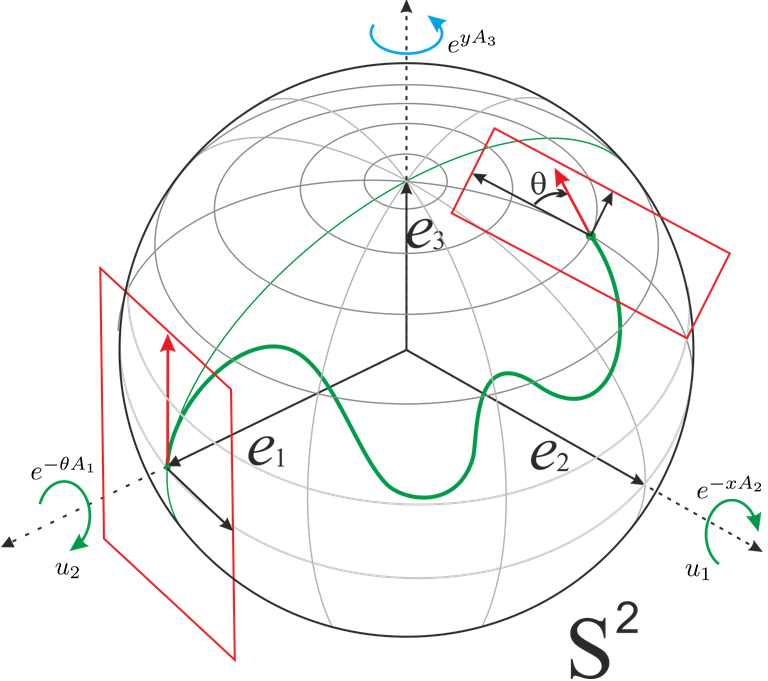 e^{yA_3}
θ
e_3
e_1
e_2
e^{-θA_1}
e^{-xA_2}
u_2
u_1
S^2